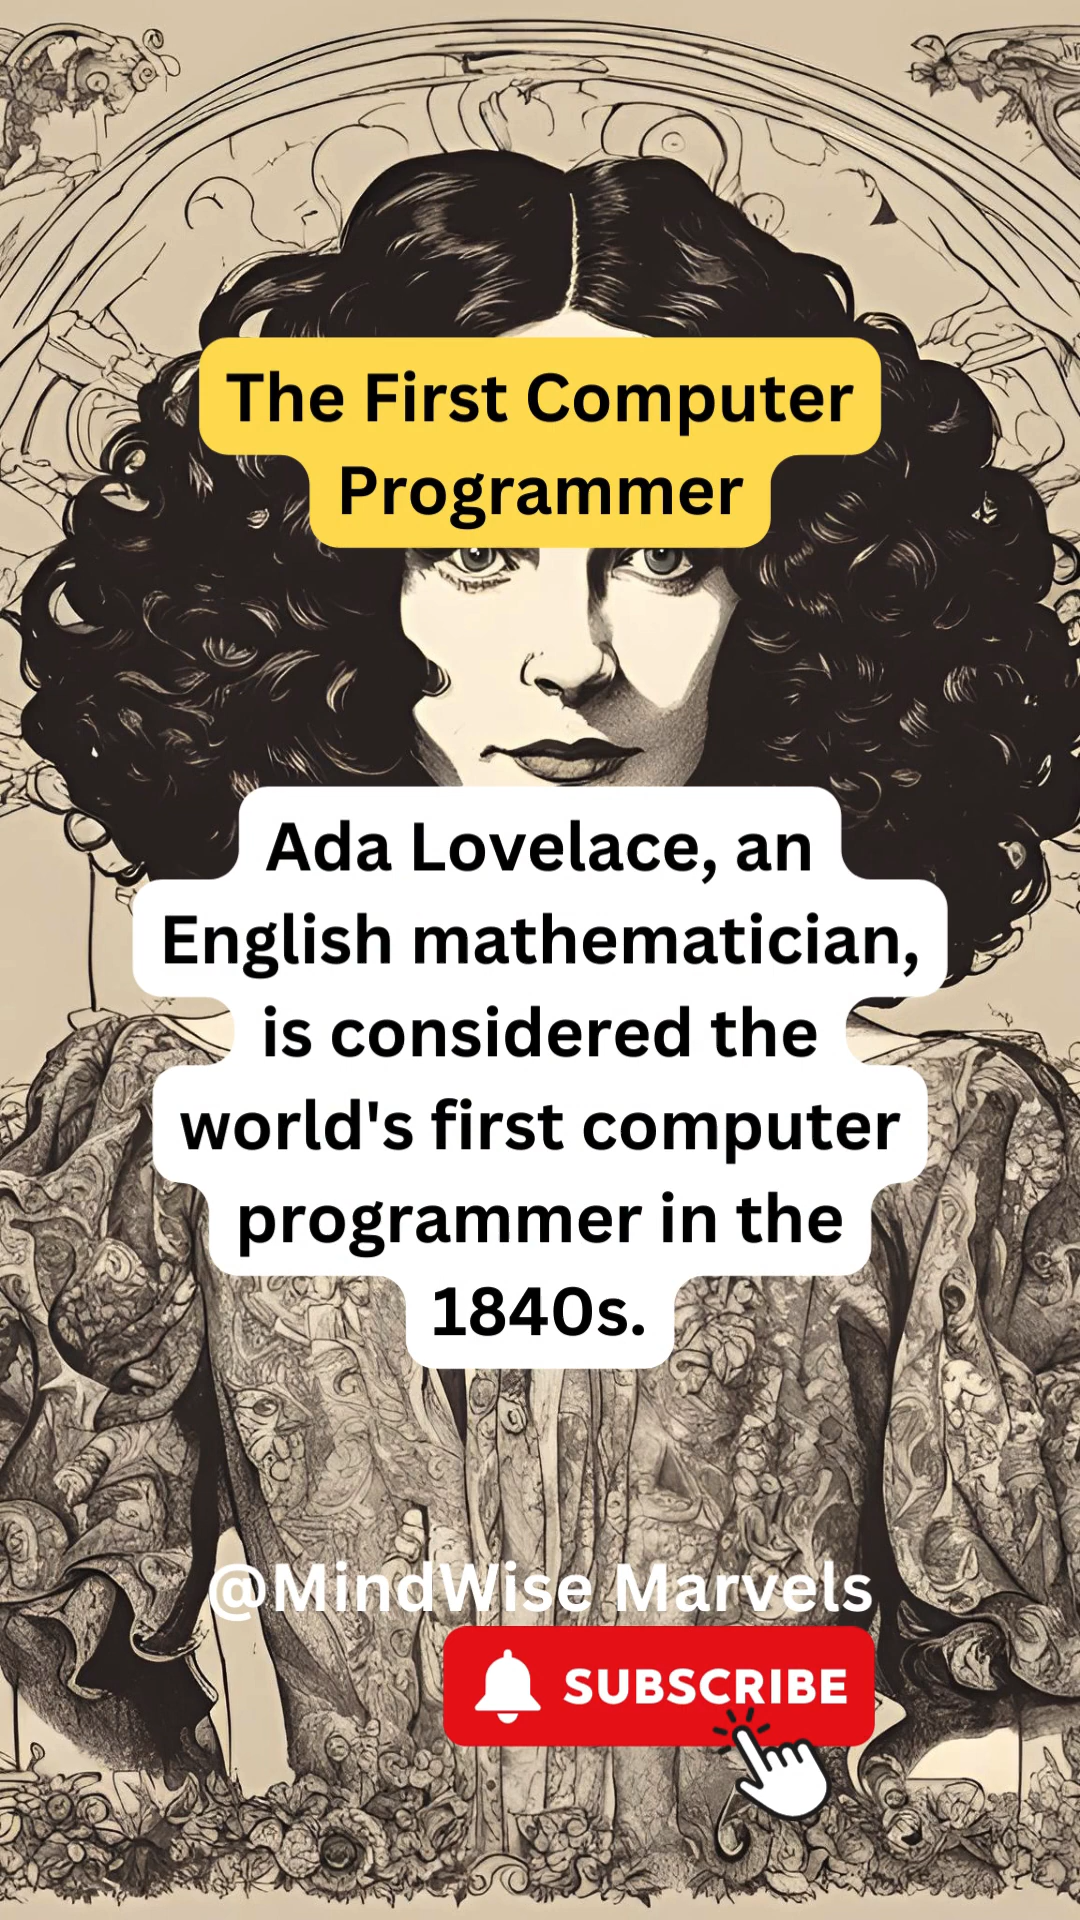 The First Computer
Programmer
Ada Lovelace, an
English mathematician,
is considered the
world's first computer
programmer in the
1840s.
@MindWise Marvels
SUBSCRIBE